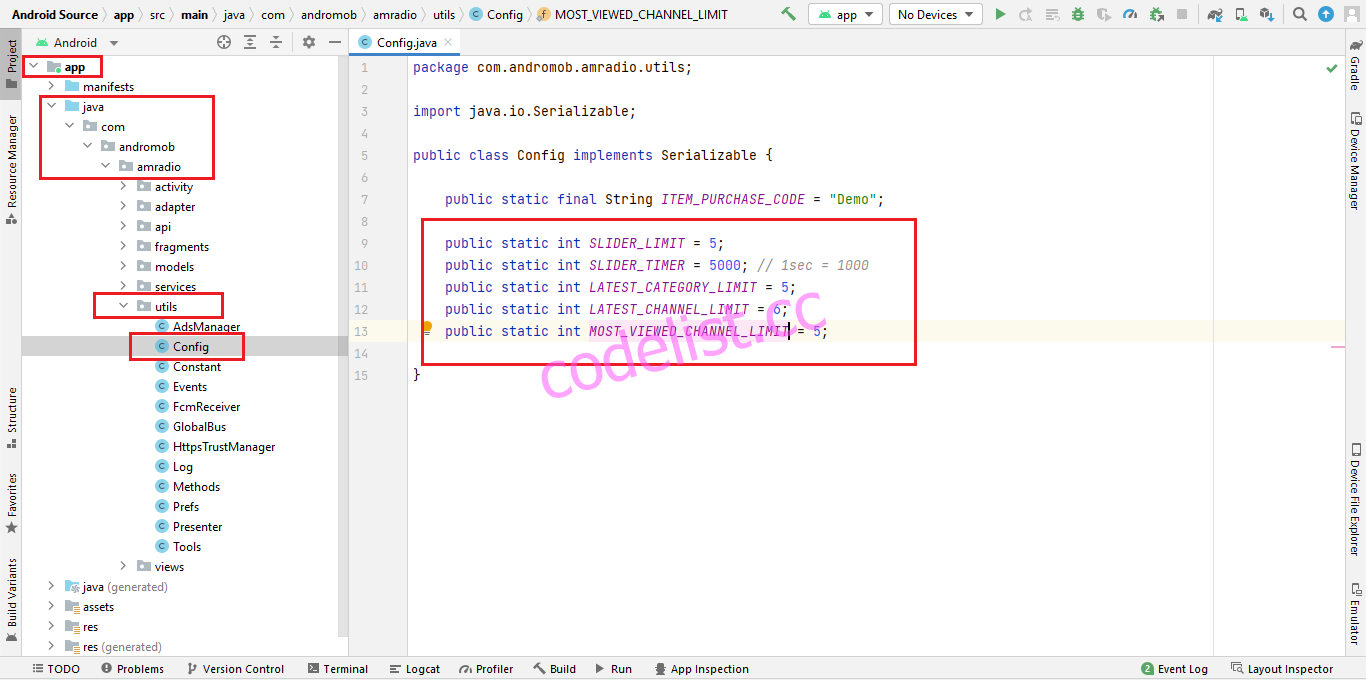 Android Source app src main java com andromob amradio utils Config MOST_VIEWED_CHANNEL_LIMIT app No Devices
Android
Config.java
Project
Resource Manager
Structure
Favorites
Build Variants
app
manifests
java
com
andromob
amradio
activity
adapter
api
fragments
models
services
utils
AdsManager
Config
Constant
Events
FcmReceiver
GlobalBus
HttpsTrustManager
Log
Methods
Prefs
Presenter
Tools
views
java (generated)
assets
res
res (generated)
1 package com.andromob.amradio.utils;
2
3 import java.io.Serializable;
4
5 public class Config implements Serializable {
6
7 public static final String ITEM_PURCHASE_CODE = "Demo";
8
9 public static int SLIDER_LIMIT = 5;
10 public static int SLIDER_TIMER = 5000; // 1sec = 1000
11 public static int LATEST_CATEGORY_LIMIT = 5;
12 public static int LATEST_CHANNEL_LIMIT = 6;
13 public static int MOST_VIEWED_CHANNEL_LIMIT = 5;
14
15 }
codelist.cc
Gradle
Device Manager
Device File Explorer
Emulator
TODO Problems Version Control Terminal Logcat Profiler Build Run App Inspection 2 Event Log Layout Inspector